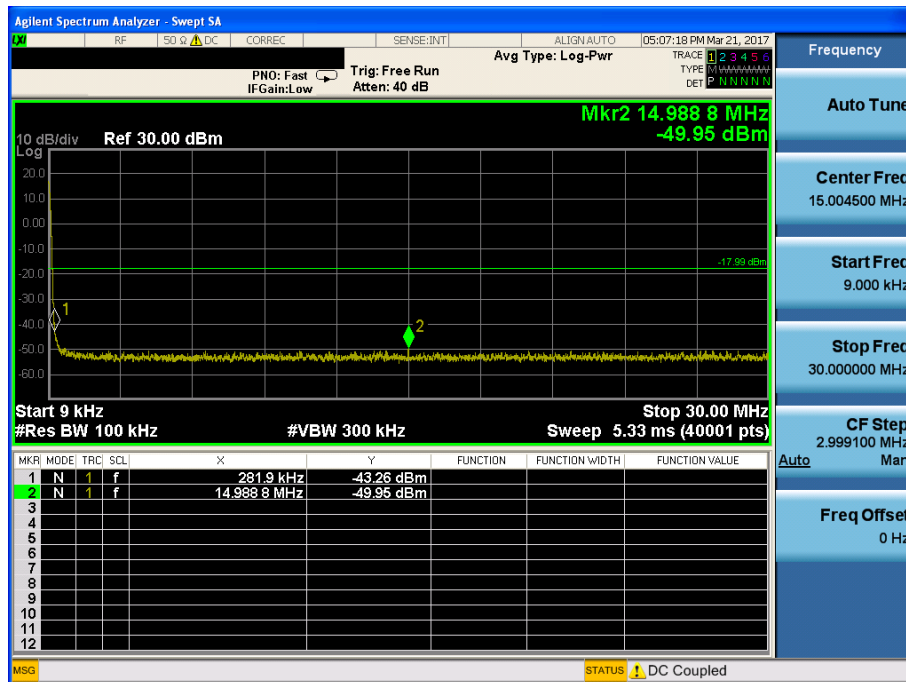 Agilent Spectrum Analyzer - Swept SA
LXI RF 50 Ω DC CORREC SENSE:INT ALIGN AUTO 05:07:18 PM Mar 21, 2017
Frequency
Avg Type: Log-Pwr
TRACE 1 2 3 4 5 6
PNO: Fast Trig: Free Run
TYPE M WWWWW
IFGain:Low Atten: 40 dB
DET P N N N N N
Auto Tune
Mkr2 14.988 8 MHz
10 dB/div Ref 30.00 dBm -49.95 dBm
Log
20.0
10.0
0.00
-10.0
-17.99 dBm
-20.0
-30.0
1
-40.0
2
-50.0
-60.0
Start 9 kHz Stop 30.00 MHz
#Res BW 100 kHz #VBW 300 kHz Sweep 5.33 ms (40001 pts)
Center Freq
15.004500 MHz
Start Freq
9.000 kHz
Stop Freq
30.000000 MHz
CF Step
2.999100 MHz
Auto Man
Freq Offset
0 Hz
MKR MODE TRC SCL X Y FUNCTION FUNCTION WIDTH FUNCTION VALUE
1 N 1 f 281.9 kHz -43.26 dBm
2 N 1 f 14.988 8 MHz -49.95 dBm
3
4
5
6
7
8
9
10
11
12
MSG STATUS DC Coupled